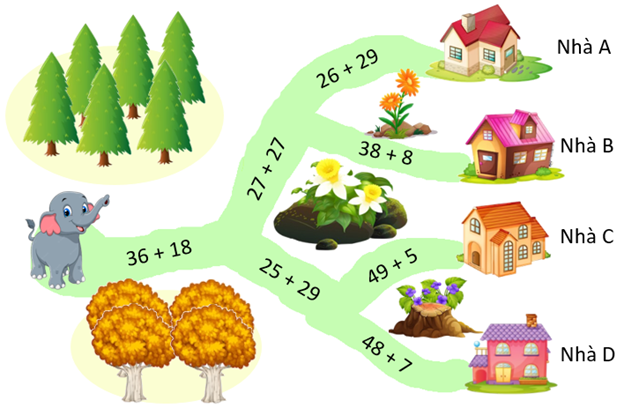 26 + 29
Nhà A
38 + 8
Nhà B
27 + 27
36 + 18
25 + 29
49 + 5
Nhà C
48 + 7
Nhà D